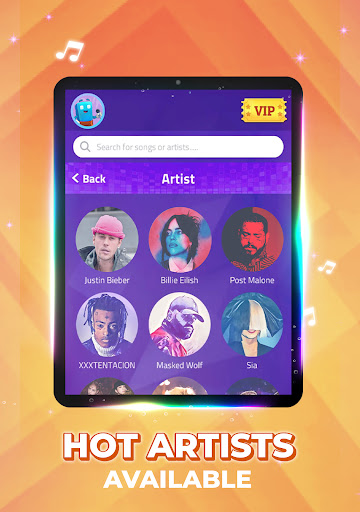 VIP
Search for songs or artists.....
Back
Artist
Justin Bieber
Billie Eilish
Post Malone
XXXTENTACION
Masked Wolf
Sia
HOT ARTISTS
AVAILABLE